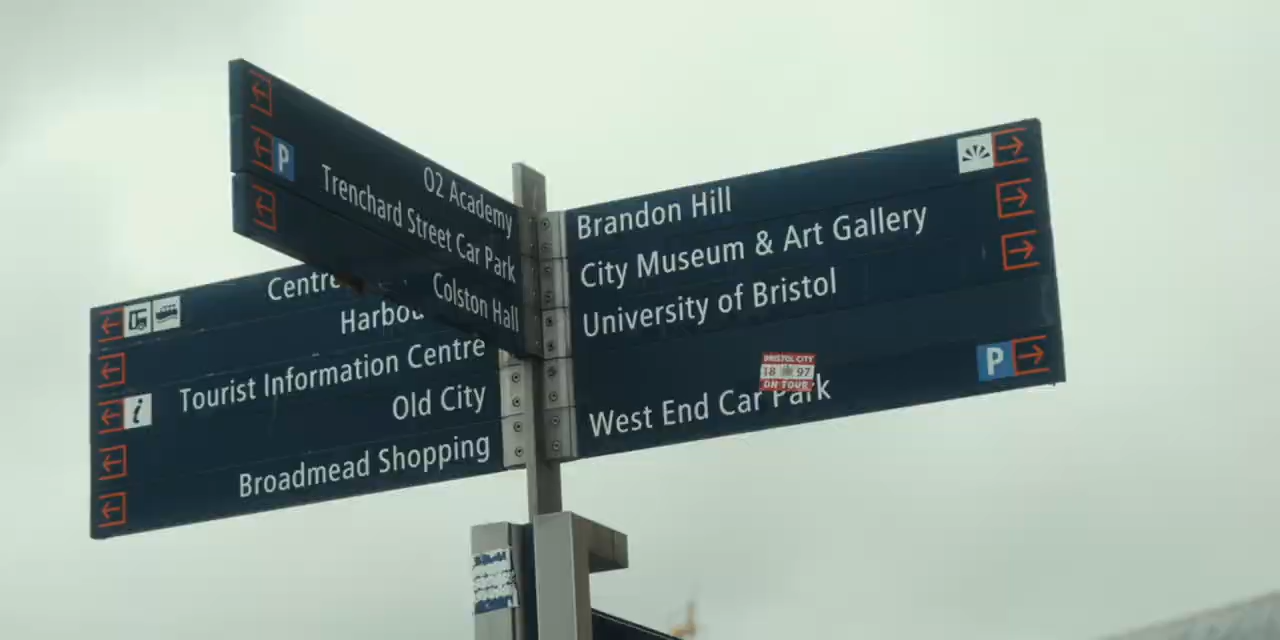 O2 Academy
P
Trenchard Street Car Park
Colston Hall
Centre
Harbou
i
Tourist Information Centre
Old City
Broadmead Shopping
Brandon Hill
City Museum & Art Gallery
University of Bristol
BRISTOL CITY
18 97
ON TOUR
P
West End Car Park